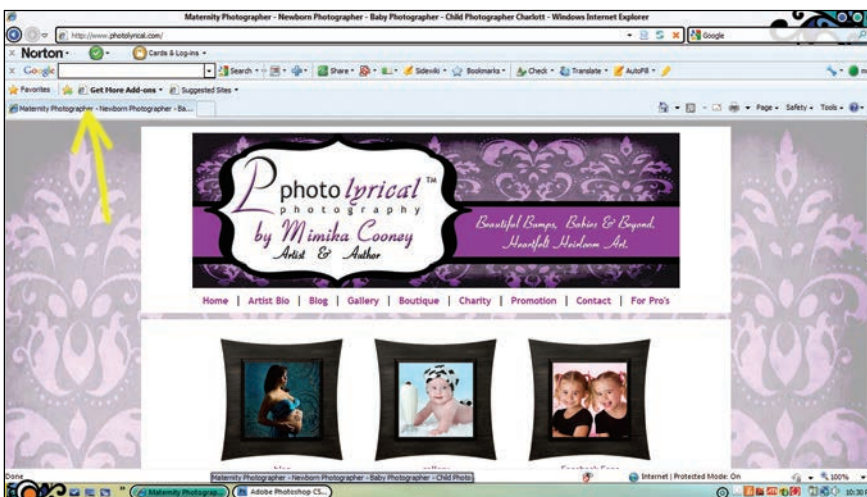 Maternity Photographer - Newborn Photographer - Baby Photographer - Child Photographer Charlott - Windows Internet Explorer
http://www.photolyrical.com/
Google
x Norton - Cards & Log-ins
x Google Search Share Sidewiki Bookmarks Check Translate AutoFill
Favorites Get More Add-ons Suggested Sites
Maternity Photographer - Newborn Photographer - Ba...
Page Safety Tools
photo lyrical ™
photography
by Mimika Cooney
Artist & Author
Beautiful Bumps, Babies & Beyond.
Heartfelt Heirloom Art.
Home | Artist Bio | Blog | Gallery | Boutique | Charity | Promotion | Contact | For Pro's
Done
Maternity Photographer - Newborn Photographer - Baby Photographer - Child Photo
Internet | Protected Mode: On
100%
Maternity Photograp...
Adobe Photoshop CS...